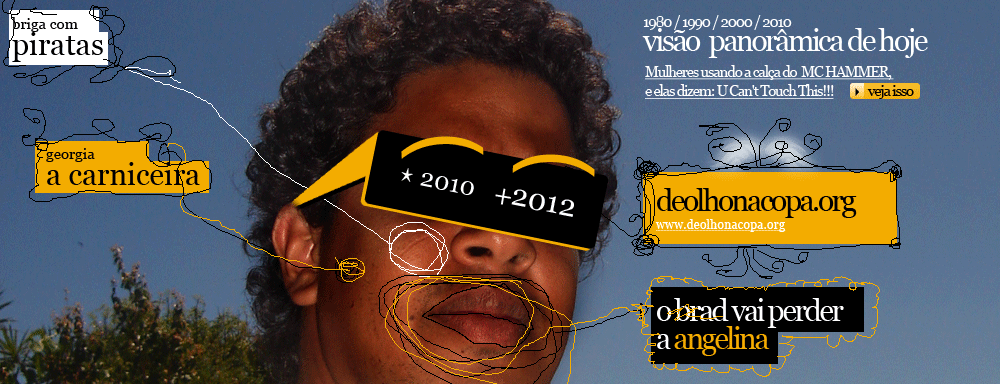 briga com
piratas
georgia
a carniceira
★ 2010 +2012
1980 / 1990 / 2000 / 2010
visão panorâmica de hoje
Mulheres usando a calça do MC HAMMER,
e elas dizem: U Can't Touch This!!!
veja isso
deolhonacopa.org
www.deolhonacopa.org
o brad vai perder
a angelina